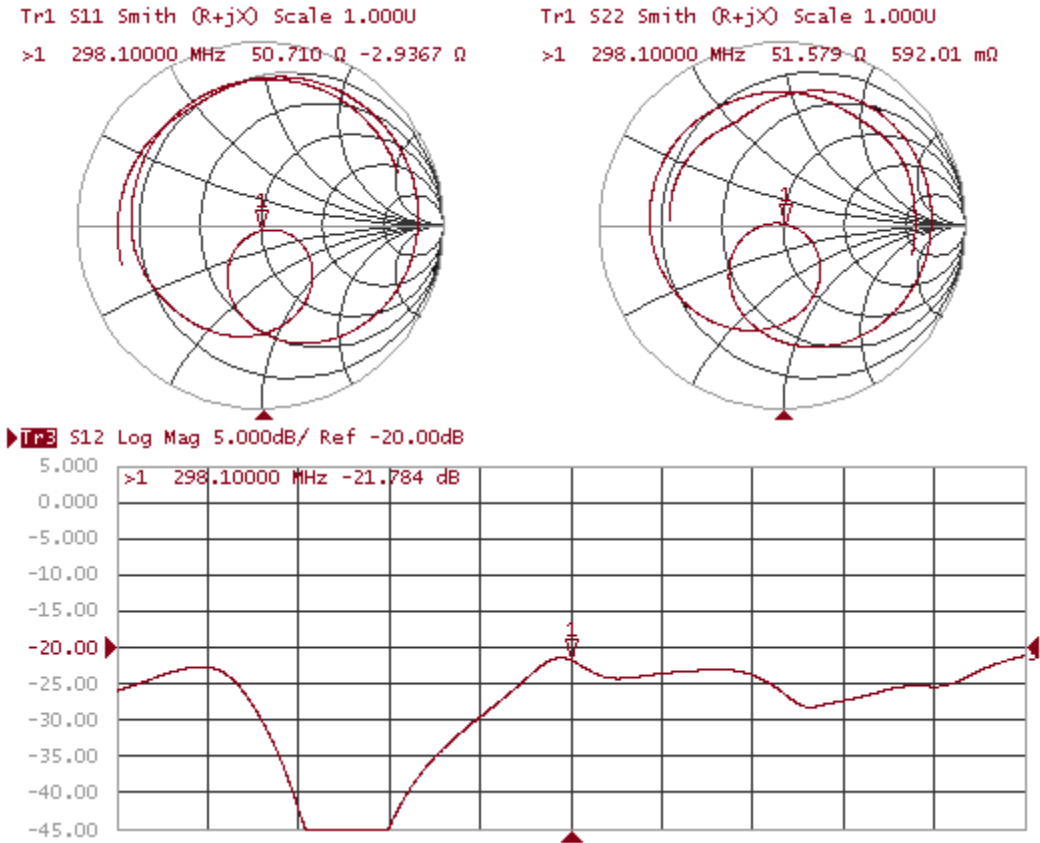 Tr1 S11 Smith (R+jX) Scale 1.000U
>1 298.10000 MHz 50.710 Ω -2.9367 Ω
1
Tr1 S22 Smith (R+jX) Scale 1.000U
>1 298.10000 MHz 51.579 Ω 592.01 mΩ
1
Tr3 S12 Log Mag 5.000dB/ Ref -20.00dB
>1 298.10000 MHz -21.784 dB
5.000
0.000
-5.000
-10.00
-15.00
-20.00
-25.00
-30.00
-35.00
-40.00
-45.00
1